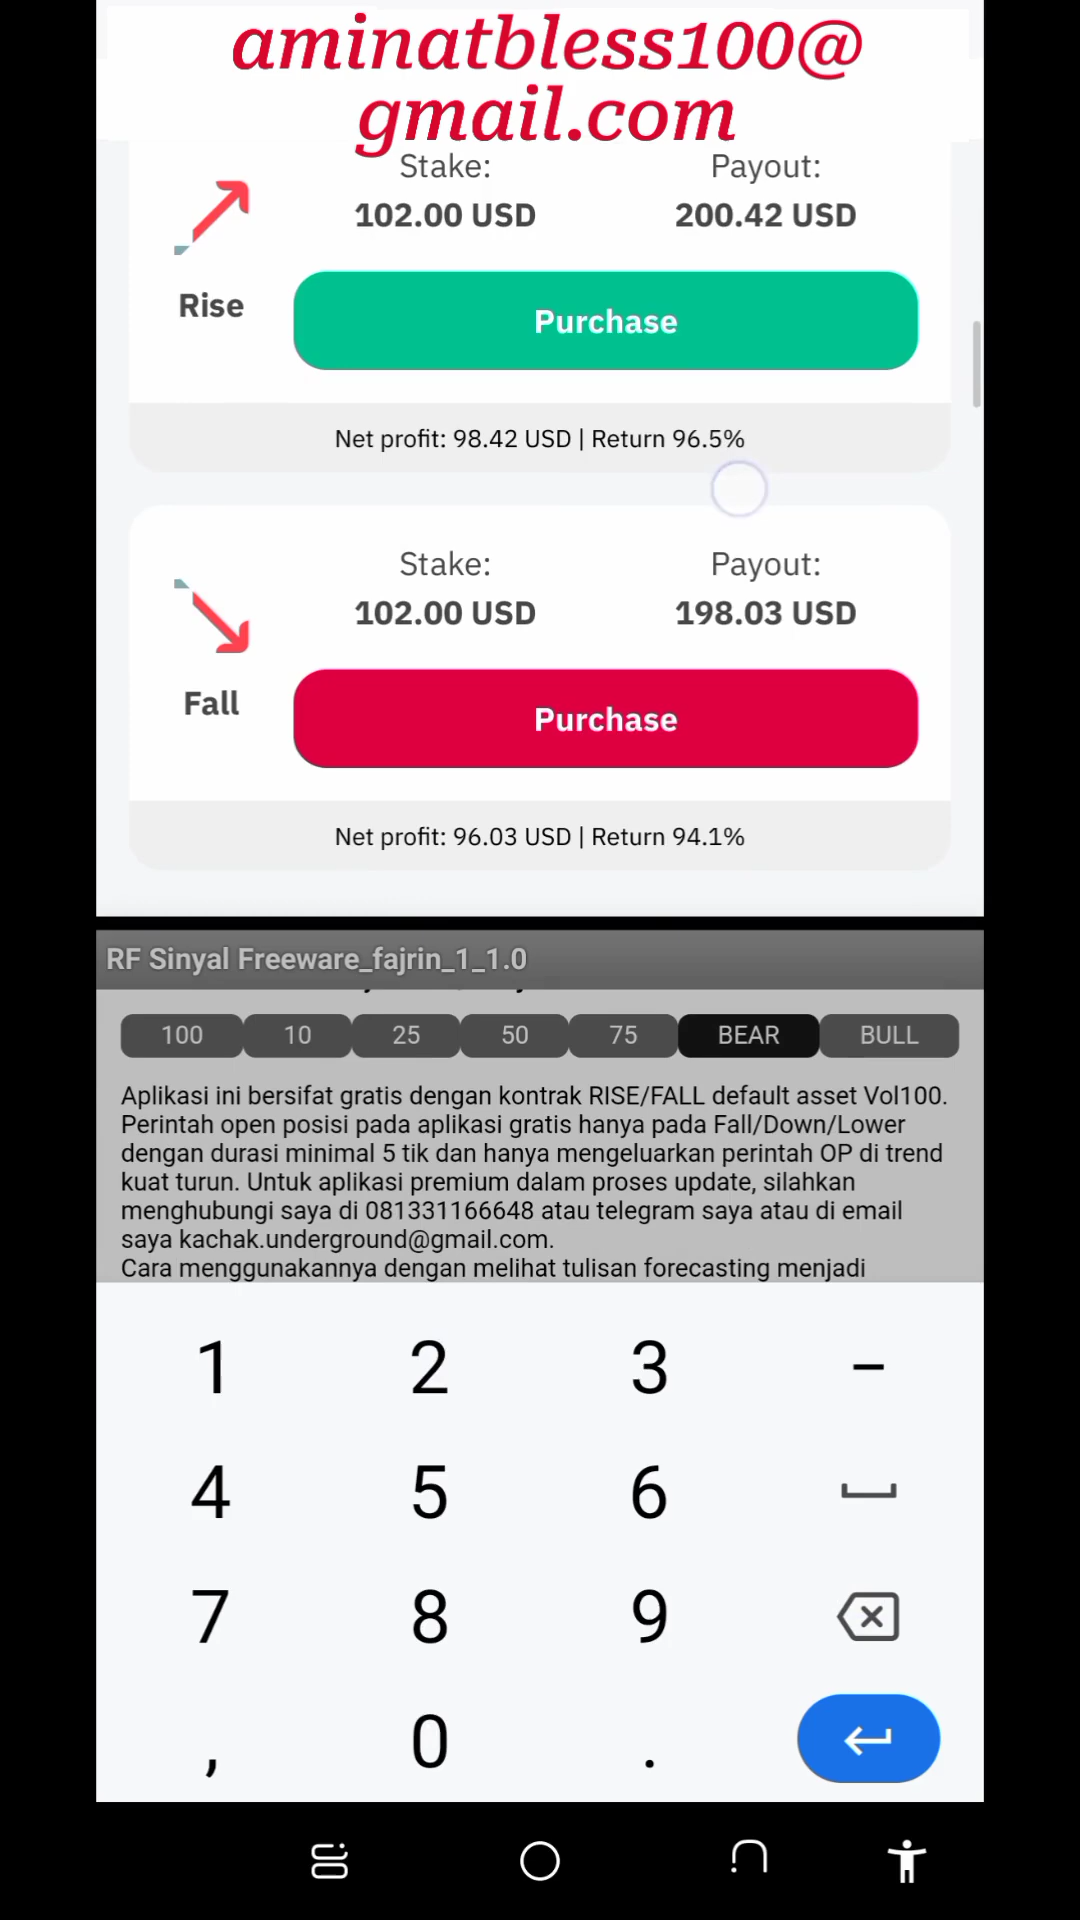 aminatbless100@
gmail.com
Stake:
Payout:
102.00 USD
200.42 USD
Rise
Purchase
Net profit: 98.42 USD | Return 96.5%
Stake:
Payout:
102.00 USD
198.03 USD
Fall
Purchase
Net profit: 96.03 USD | Return 94.1%
RF Sinyal Freeware_fajrin_1_1.0
100 10 25 50 75 BEAR BULL
Aplikasi ini bersifat gratis dengan kontrak RISE/FALL default asset Vol100.
Perintah open posisi pada aplikasi gratis hanya pada Fall/Down/Lower
dengan durasi minimal 5 tik dan hanya mengeluarkan perintah OP di trend
kuat turun. Untuk aplikasi premium dalam proses update, silahkan
menghubungi saya di 081331166648 atau telegram saya atau di email
saya kachak.underground@gmail.com.
Cara menggunakannya dengan melihat tulisan forecasting menjadi
1 2 3 −
4 5 6
7 8 9
, 0 .